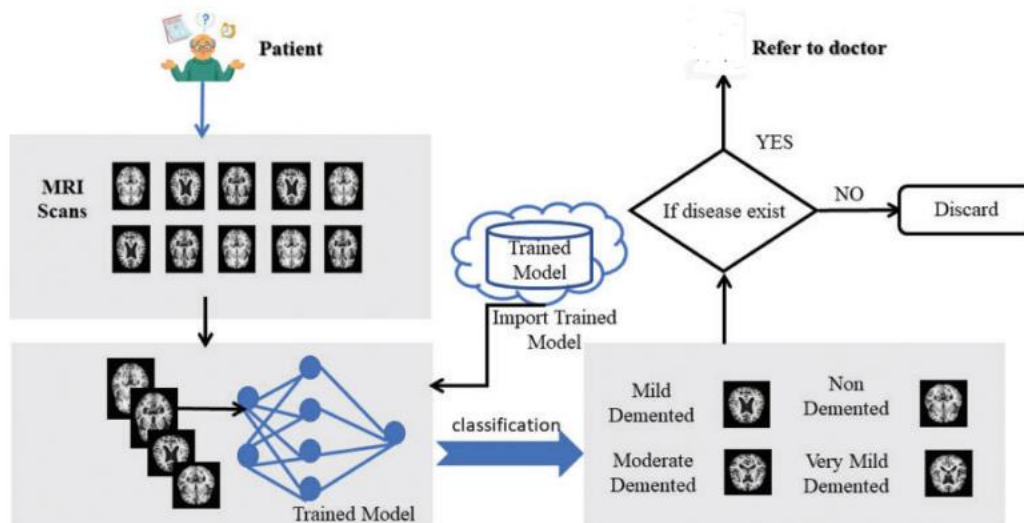 ?
Patient
MRI
Scans
Trained
Model
Import Trained
Model
Trained Model
classification
Mild
Demented
Non
Demented
Moderate
Demented
Very Mild
Demented
If disease exist
YES
NO
Refer to doctor
Discard